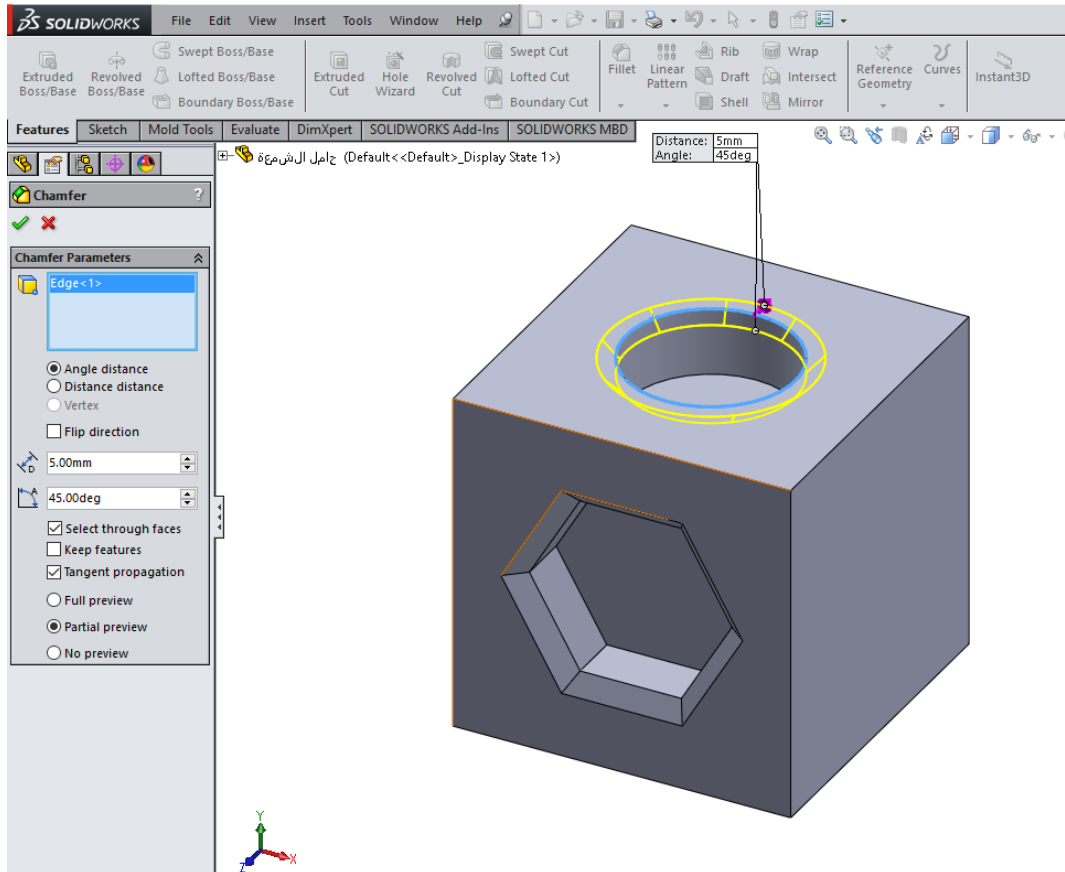 SOLIDWORKS File Edit View Insert Tools Window Help
Extruded Boss/Base
Revolved Boss/Base
Swept Boss/Base
Lofted Boss/Base
Boundary Boss/Base
Extruded Cut
Hole Wizard
Revolved Cut
Swept Cut
Lofted Cut
Boundary Cut
Fillet
Linear Pattern
Rib
Draft
Shell
Wrap
Intersect
Mirror
Reference Geometry
Curves
Instant3D
Features Sketch Mold Tools Evaluate DimXpert SOLIDWORKS Add-Ins SOLIDWORKS MBD
حامل الشمعة (Default<<Default>_Display State 1>)
Distance: 5mm
Angle: 45deg
Chamfer ?
Chamfer Parameters
Edge<1>
Angle distance
Distance distance
Vertex
Flip direction
D 5.00mm
A 45.00deg
Select through faces
Keep features
Tangent propagation
Full preview
Partial preview
No preview
Y
X
Z